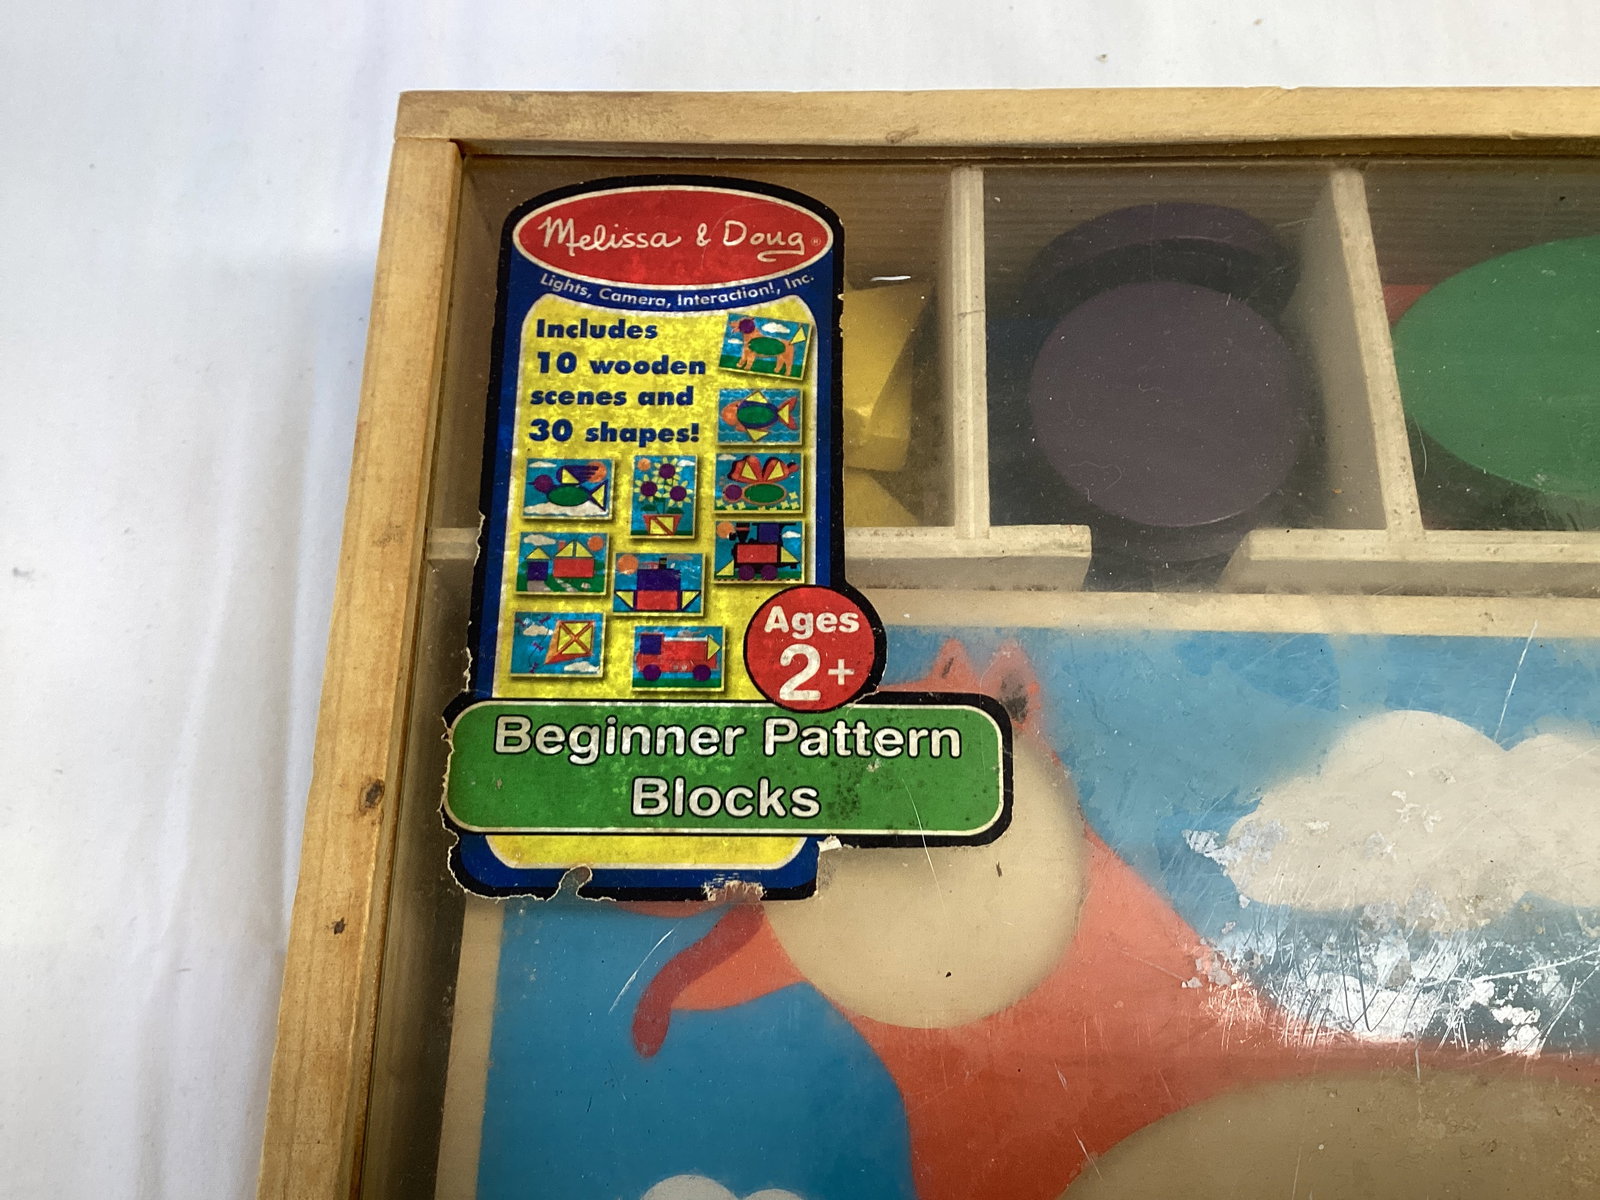 Melissa & Doug®
Lights, Camera, Interaction!, Inc.
Includes
10 wooden
scenes and
30 shapes!
Ages
2+
Beginner Pattern
Blocks